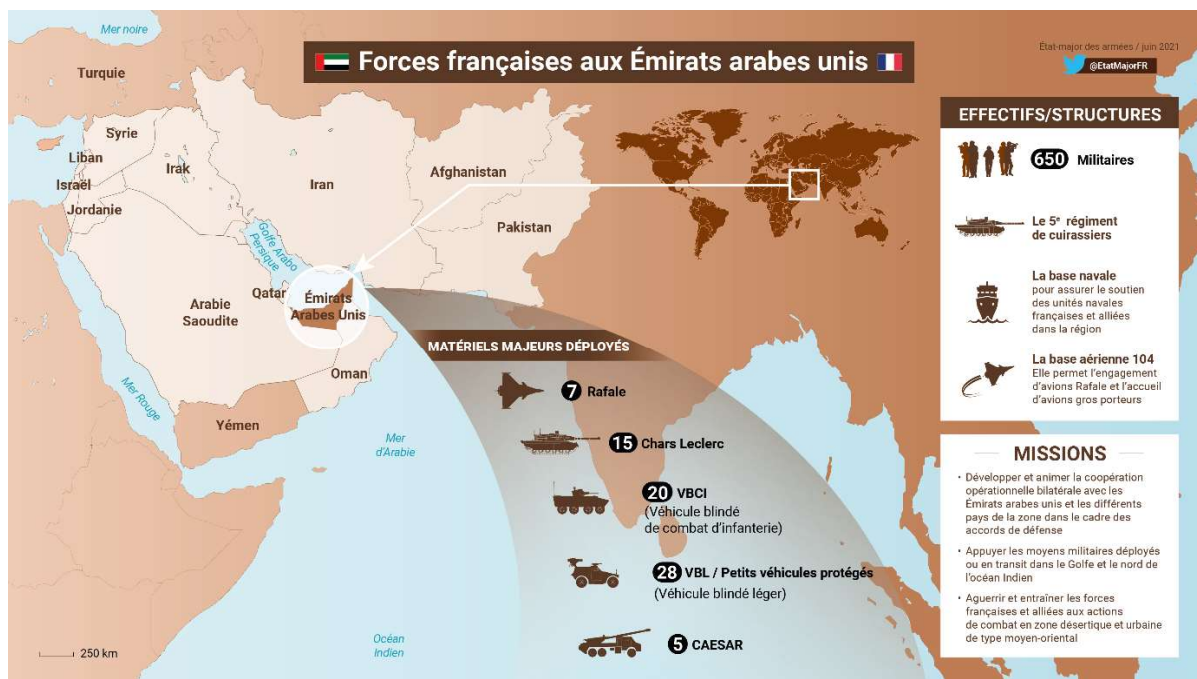 Forces françaises aux Émirats arabes unis
État-major des armées / juin 2021
@EtatMajorFR
Mer noire
Turquie
Syrie
Liban
Israël
Jordanie
Irak
Iran
Afghanistan
Pakistan
Golfe Arabo
Persique
Qatar
Émirats
Arabes Unis
Arabie
Saoudite
Oman
Mer Rouge
Yémen
Mer
d'Arabie
Océan
Indien
250 km
MATÉRIELS MAJEURS DÉPLOYÉS
7 Rafale
15 Chars Leclerc
20 VBCI
(Véhicule blindé
de combat d'infanterie)
28 VBL / Petits véhicules protégés
(Véhicule blindé léger)
5 CAESAR
EFFECTIFS/STRUCTURES
650 Militaires
Le 5e régiment
de cuirassiers
La base navale
pour assurer le soutien
des unités navales
françaises et alliées
dans la région
La base aérienne 104
Elle permet l'engagement
d'avions Rafale et l'accueil
d'avions gros porteurs
MISSIONS
• Développer et animer la coopération
opérationnelle bilatérale avec les
Émirats arabes unis et les différents
pays de la zone dans le cadre des
accords de défense
• Appuyer les moyens militaires déployés
ou en transit dans le Golfe et le nord de
l'océan Indien
• Aguerrir et entraîner les forces
françaises et alliées aux actions
de combat en zone désertique et urbaine
de type moyen-oriental